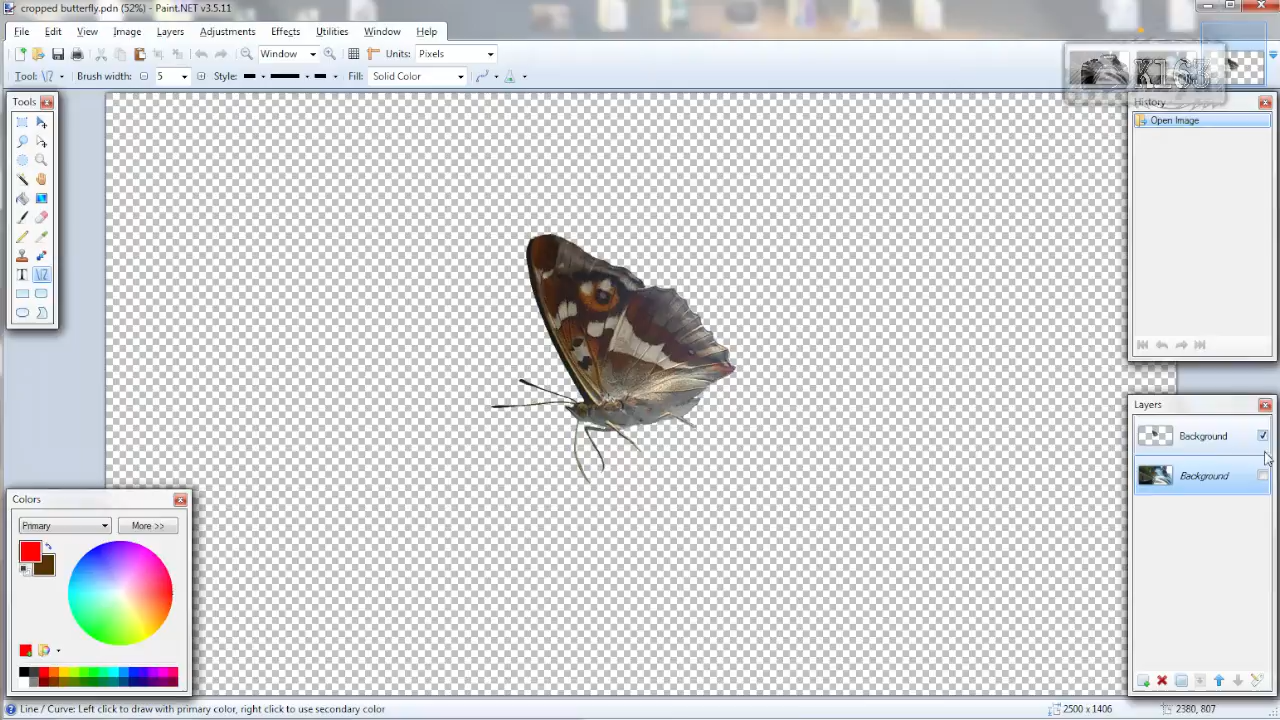 cropped butterfly.pdn (52%) - Paint.NET v3.5.11
File Edit View Image Layers Adjustments Effects Utilities Window Help
Window Units: Pixels
Tool: Brush width: 5 Style: Fill: Solid Color
K1G3
Tools
History
Open Image
Layers
Background
Background
Colors
Primary More >>
Line / Curve: Left click to draw with primary color, right click to use secondary color 2500 x 1406 2380, 807